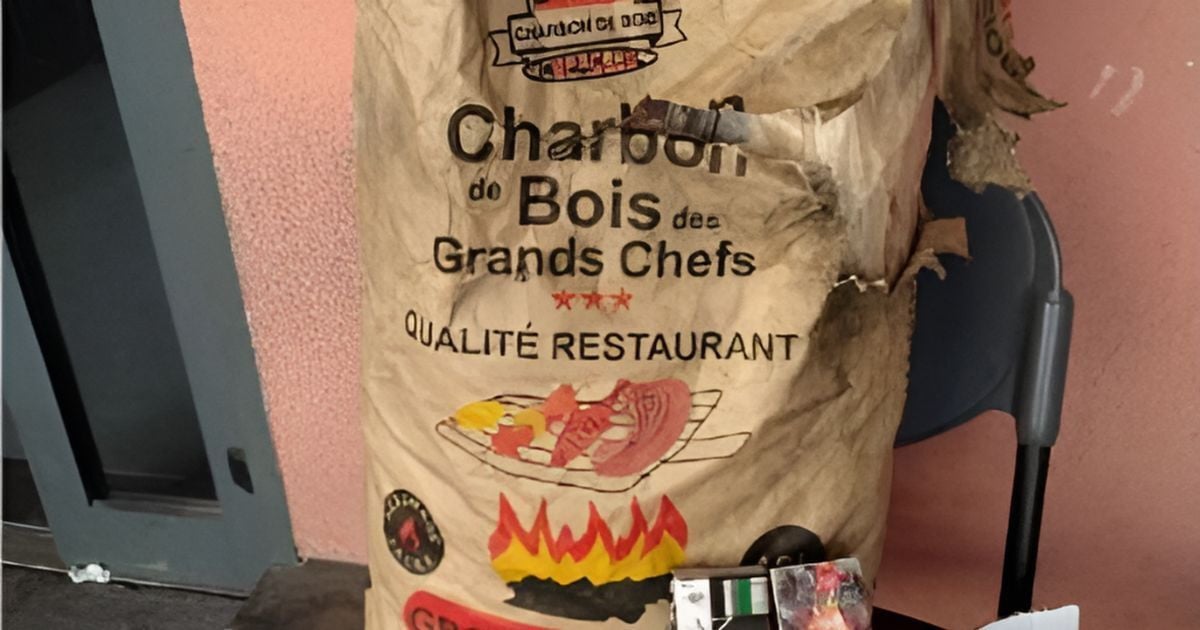 Charbon
de Bois des
Grands Chefs
QUALITÉ RESTAURANT